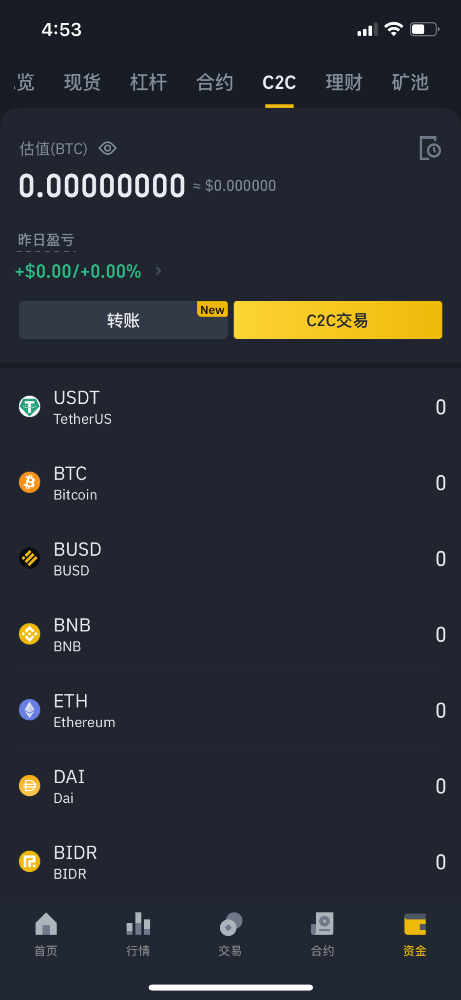 4:53
览 现货 杠杆 合约 C2C 理财 矿池
估值(BTC)
0.00000000 ≈ $0.000000
昨日盈亏
+$0.00/+0.00%
转账 New C2C交易
USDT 0
TetherUS
BTC 0
Bitcoin
BUSD 0
BUSD
BNB 0
BNB
ETH 0
Ethereum
DAI 0
Dai
BIDR 0
BIDR
首页 行情 交易 合约 资金